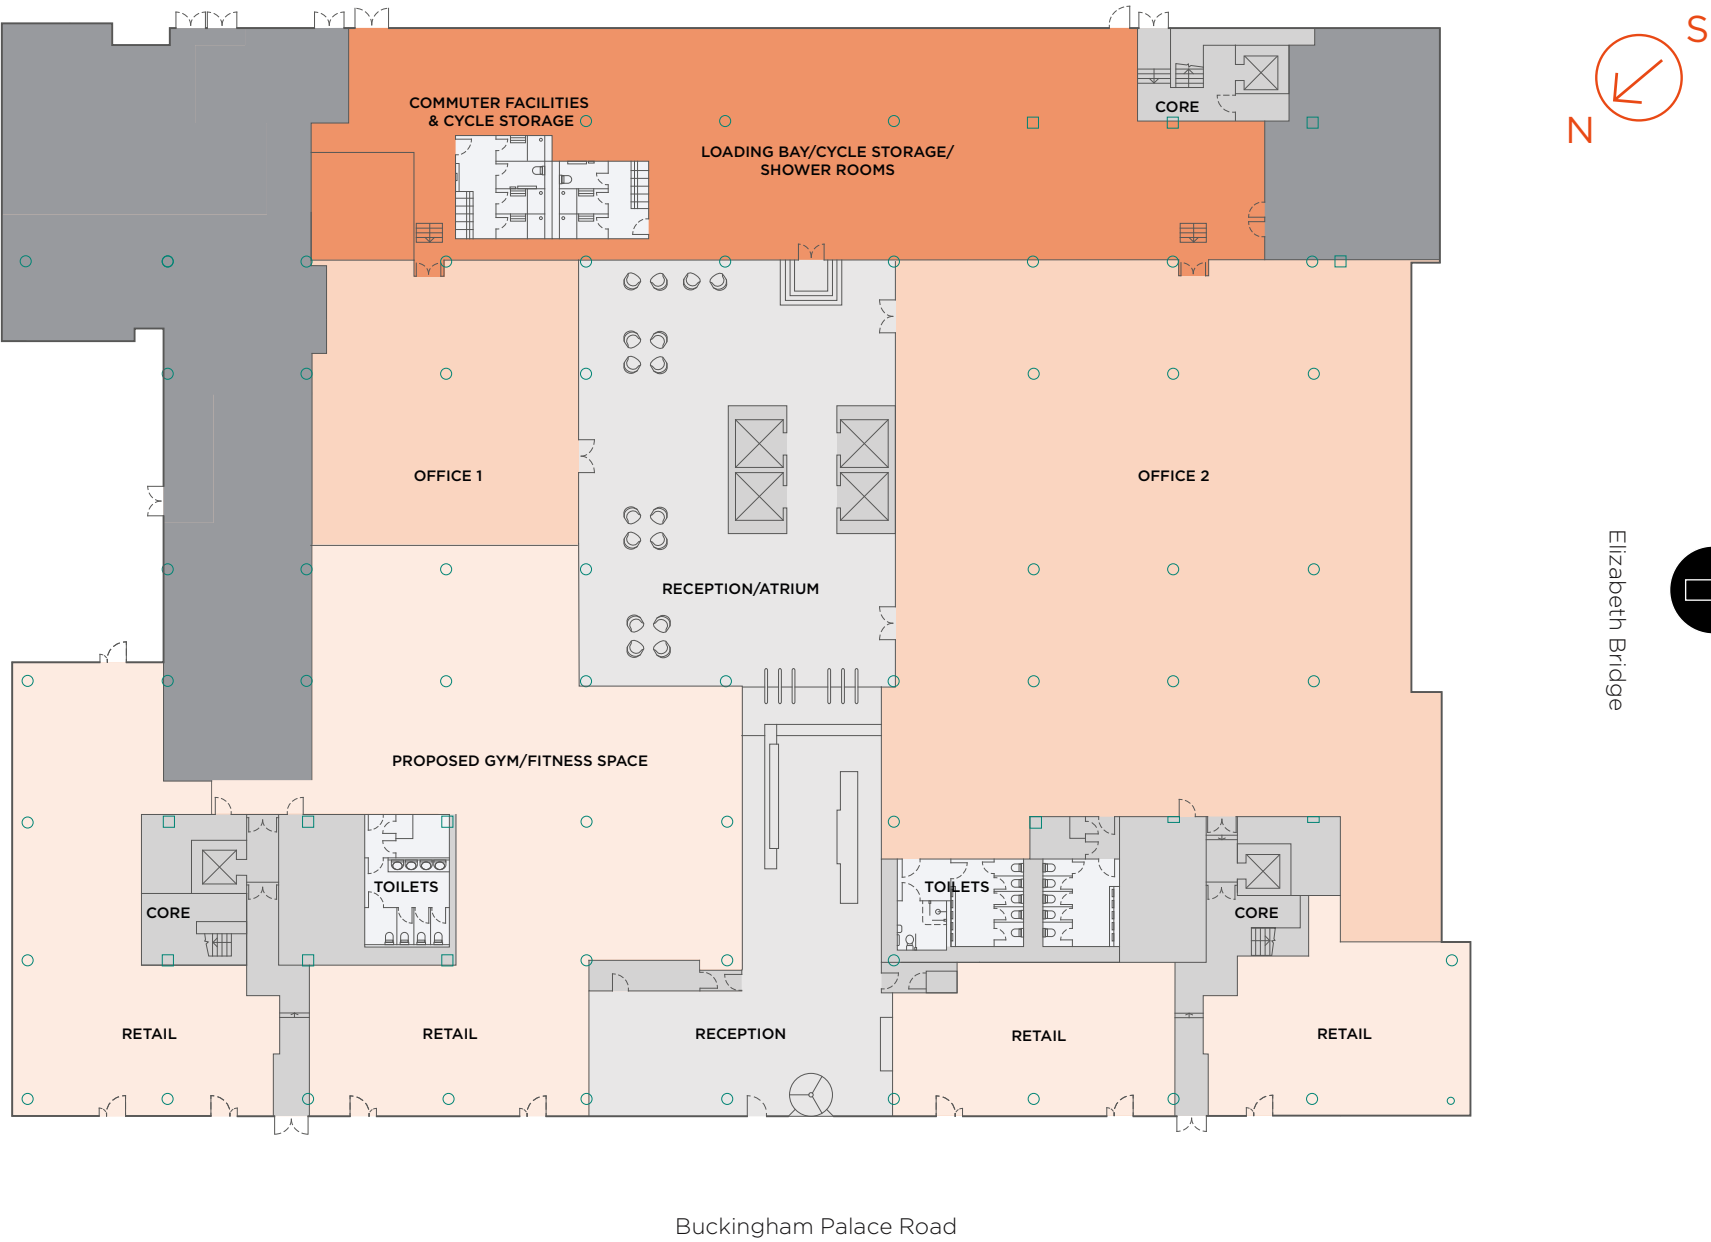 S
N
COMMUTER FACILITIES
& CYCLE STORAGE
CORE
LOADING BAY/CYCLE STORAGE/
SHOWER ROOMS
OFFICE 1
OFFICE 2
RECEPTION/ATRIUM
Elizabeth Bridge
PROPOSED GYM/FITNESS SPACE
TOILETS
TOILETS
CORE
CORE
RETAIL
RETAIL
RECEPTION
RETAIL
RETAIL
Buckingham Palace Road